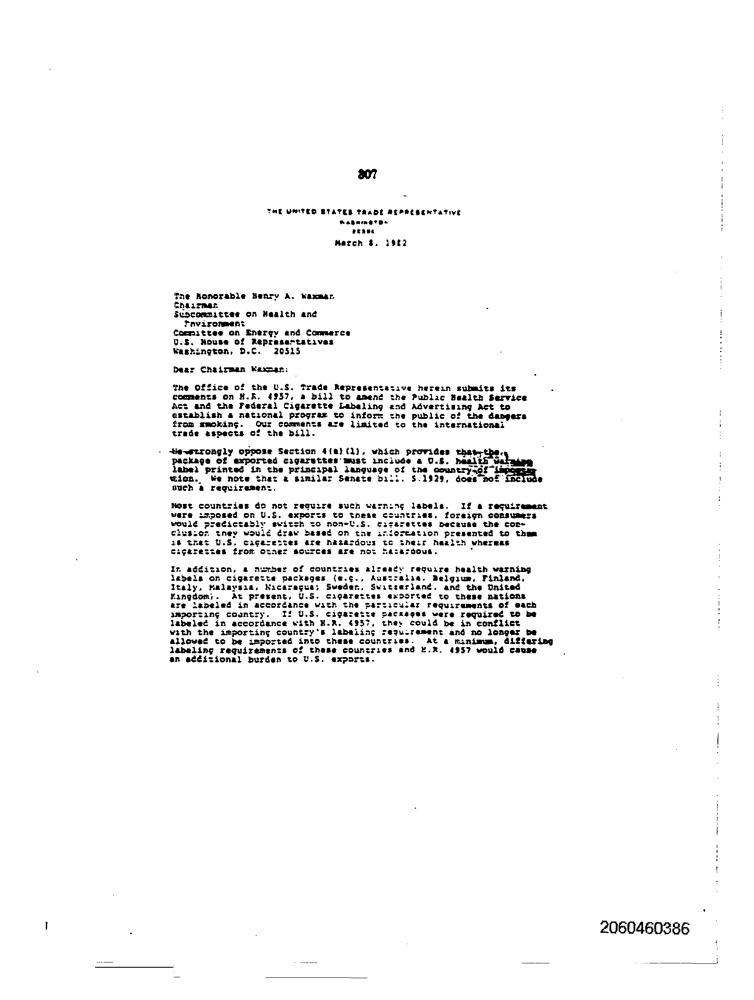 307
THE UNITED STATES TRADE REPRESENTATIVE
WASHINGTON
20506
March 8, 1982
The Honorable Henry A. Waxman
Chairman
Subcommittee on Health and
Environment
Committee on Energy and Commerce
U.S. House of Representatives
Washington, D.C. 20515
Dear Chairman Waxman:
The Office of the U.S. Trade Representative herein submits its
comments on H.R. 4957, a bill to amend the Public Health Service
Act and the Federal Cigarette Labeling and Advertising Act to
establish a national program to inform the public of the dangers
from smoking. Our comments are limited to the international
trade aspects of the bill.
We strongly oppose Section 4(a)(1), which provides that the
package of exported cigarettes must include a U.S. health warning
label printed in the principal language of the country of importa-
tion. We note that a similar Senate bill, S.1929, does not include
such a requirement.
Most countries do not require such warning labels. If a requirement
were imposed on U.S. exports to these countries, foreign consumers
would predictably switch to non-U.S. cigarettes because the con-
clusion they would draw based on the information presented to them
is that U.S. cigarettes are hazardous to their health whereas
cigarettes from other sources are not hazardous.
In addition, a number of countries already require health warning
labels on cigarette packages (e.g., Australia, Belgium, Finland,
Italy, Malaysia, Nicaragua, Sweden, Switzerland, and the United
Kingdom). At present, U.S. cigarettes exported to these nations
are labeled in accordance with the particular requirements of each
importing country. If U.S. cigarette packages were required to be
labeled in accordance with H.R. 4957, they could be in conflict
with the importing country's labeling requirement and no longer be
allowed to be imported into these countries. At a minimum, differing
labeling requirements of these countries and H.R. 4957 would cause
an additional burden to U.S. exports.
2060460386